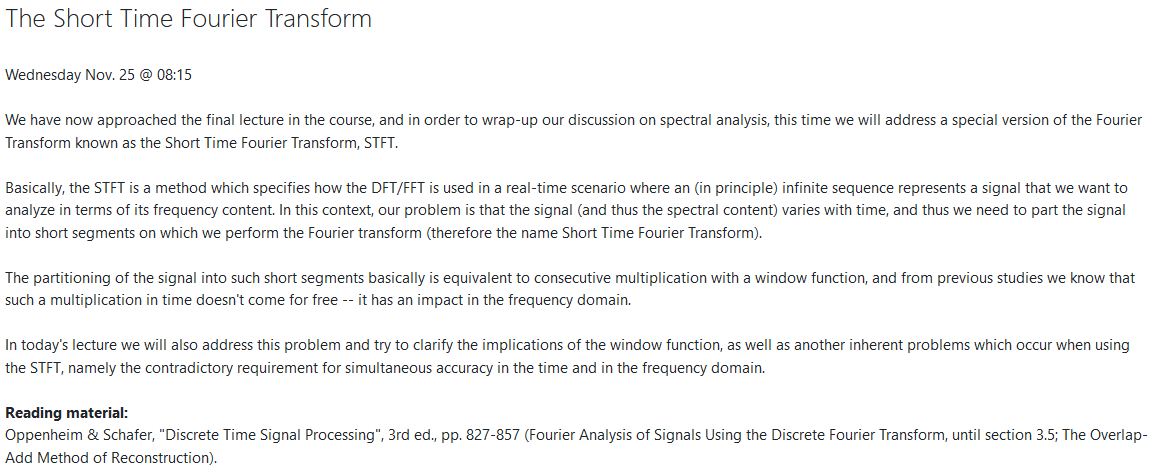 The Short Time Fourier Transform
Wednesday Nov. 25 @ 08:15
We have now approached the final lecture in the course, and in order to wrap-up our discussion on spectral analysis, this time we will address a special version of the Fourier
Transform known as the Short Time Fourier Transform, STFT.
Basically, the STFT is a method which specifies how the DFT/FFT is used in a real-time scenario where an (in principle) infinite sequence represents a signal that we want to
analyze in terms of its frequency content. In this context, our problem is that the signal (and thus the spectral content) varies with time, and thus we need to part the signal
into short segments on which we perform the Fourier transform (therefore the name Short Time Fourier Transform).
The partitioning of the signal into such short segments basically is equivalent to consecutive multiplication with a window function, and from previous studies we know that
such a multiplication in time doesn't come for free -- it has an impact in the frequency domain.
In today's lecture we will also address this problem and try to clarify the implications of the window function, as well as another inherent problems which occur when using
the STFT, namely the contradictory requirement for simultaneous accuracy in the time and in the frequency domain.
Reading material:
Oppenheim & Schafer, "Discrete Time Signal Processing", 3rd ed., pp. 827-857 (Fourier Analysis of Signals Using the Discrete Fourier Transform, until section 3.5; The Overlap-
Add Method of Reconstruction).